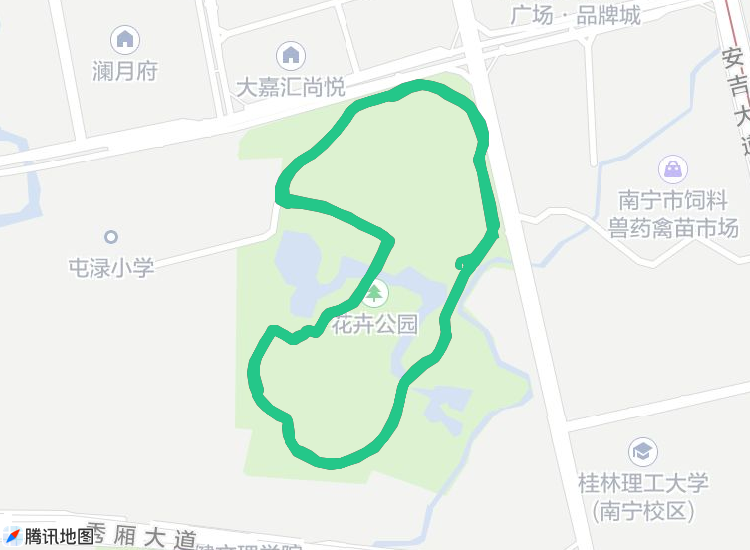 广场·品牌城
安吉大道
澜月府
大嘉汇尚悦
南宁市饲料
兽药禽苗市场
屯渌小学
花卉公园
桂林理工大学
(南宁校区)
秀厢大道
腾讯地图